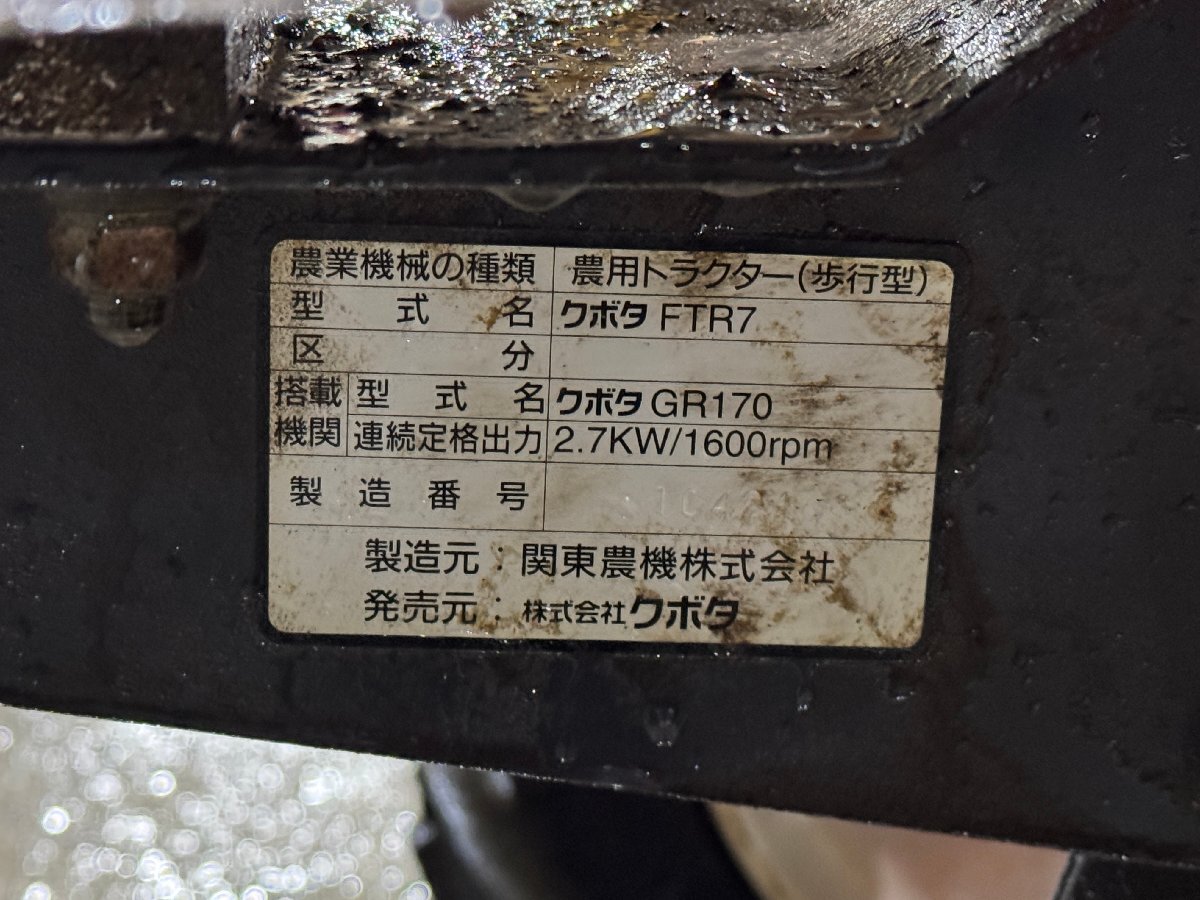 農業機械の種類 農用トラクター(歩行型)
型式名 クボタ FTR7
区分
搭載機関 型式名 クボタ GR170
連続定格出力 2.7KW/1600rpm
製造番号
製造元:関東農機株式会社
発売元:株式会社クボタ